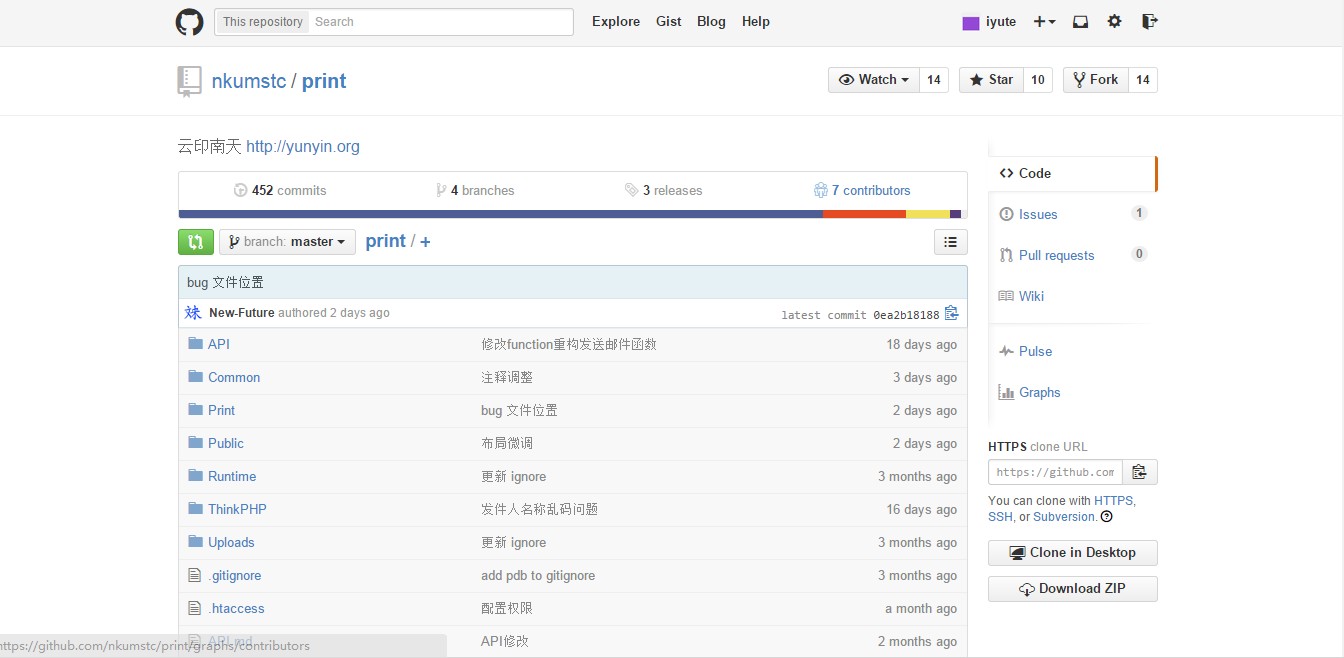 This repository Search Explore Gist Blog Help iyute
nkumstc / print Watch 14 Star 10 Fork 14
云印南天 http://yunyin.org
452 commits 4 branches 3 releases 7 contributors
branch: master print / +
bug 文件位置
New-Future authored 2 days ago latest commit 0ea2b18188
API 修改function重构发送邮件函数 18 days ago
Common 注释调整 3 days ago
Print bug 文件位置 2 days ago
Public 布局微调 2 days ago
Runtime 更新 ignore 3 months ago
ThinkPHP 发件人名称乱码问题 16 days ago
Uploads 更新 ignore 3 months ago
.gitignore add pdb to gitignore 3 months ago
.htaccess 配置权限 a month ago
API.md API修改 2 months ago
https://github.com/nkumstc/print/graphs/contributors
Code
Issues 1
Pull requests 0
Wiki
Pulse
Graphs
HTTPS clone URL
https://github.com
You can clone with HTTPS,
SSH, or Subversion.
Clone in Desktop
Download ZIP